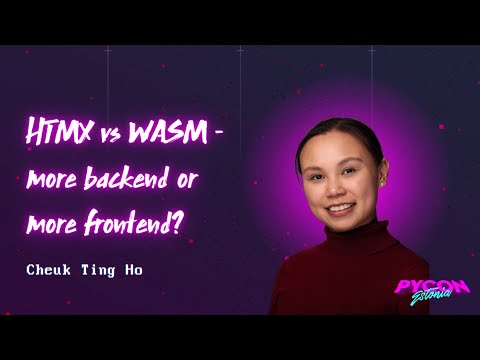 HTMX vs WASM -
more backend or
more frontend?
Cheuk Ting Ho
PYCON
Estonia